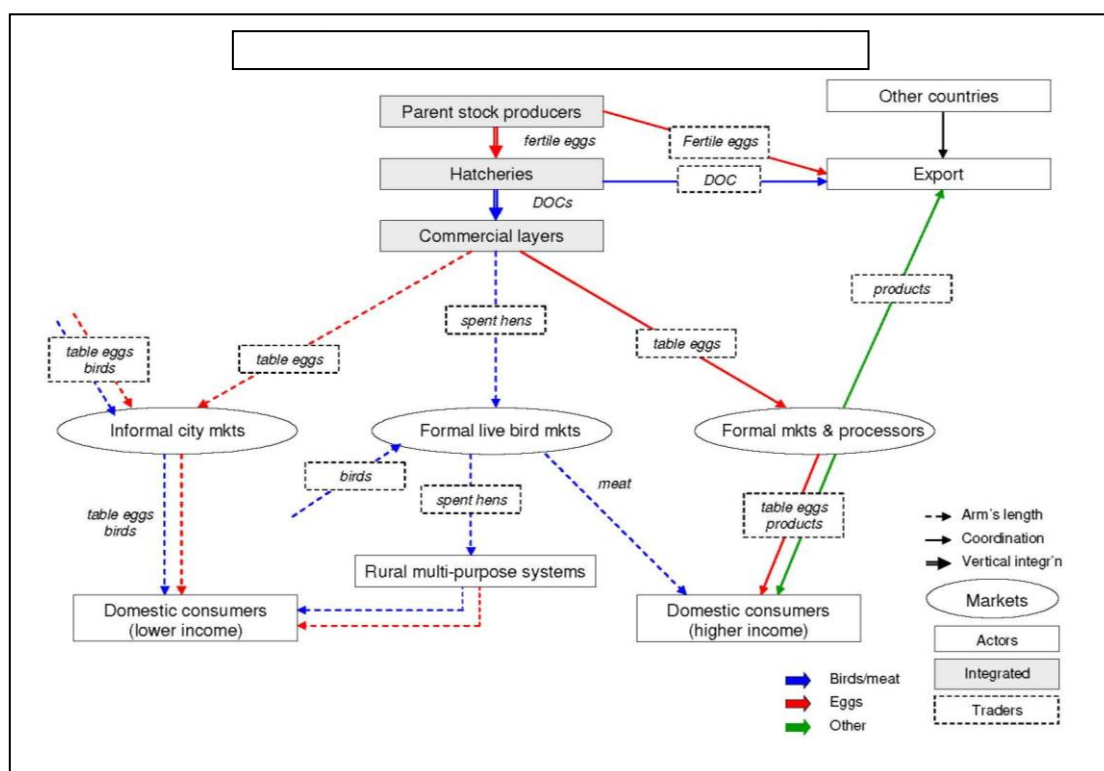 Parent stock producers
Other countries
fertile eggs
Fertile eggs
Hatcheries
DOC
Export
DOCs
Commercial layers
products
spent hens
table eggs
birds
table eggs
table eggs
Informal city mkts
Formal live bird mkts
Formal mkts & processors
birds
meat
spent hens
table eggs
birds
table eggs
products
Arm's length
Coordination
Vertical integr'n
Rural multi-purpose systems
Markets
Domestic consumers
(lower income)
Domestic consumers
(higher income)
Actors
Integrated
Traders
Birds/meat
Eggs
Other